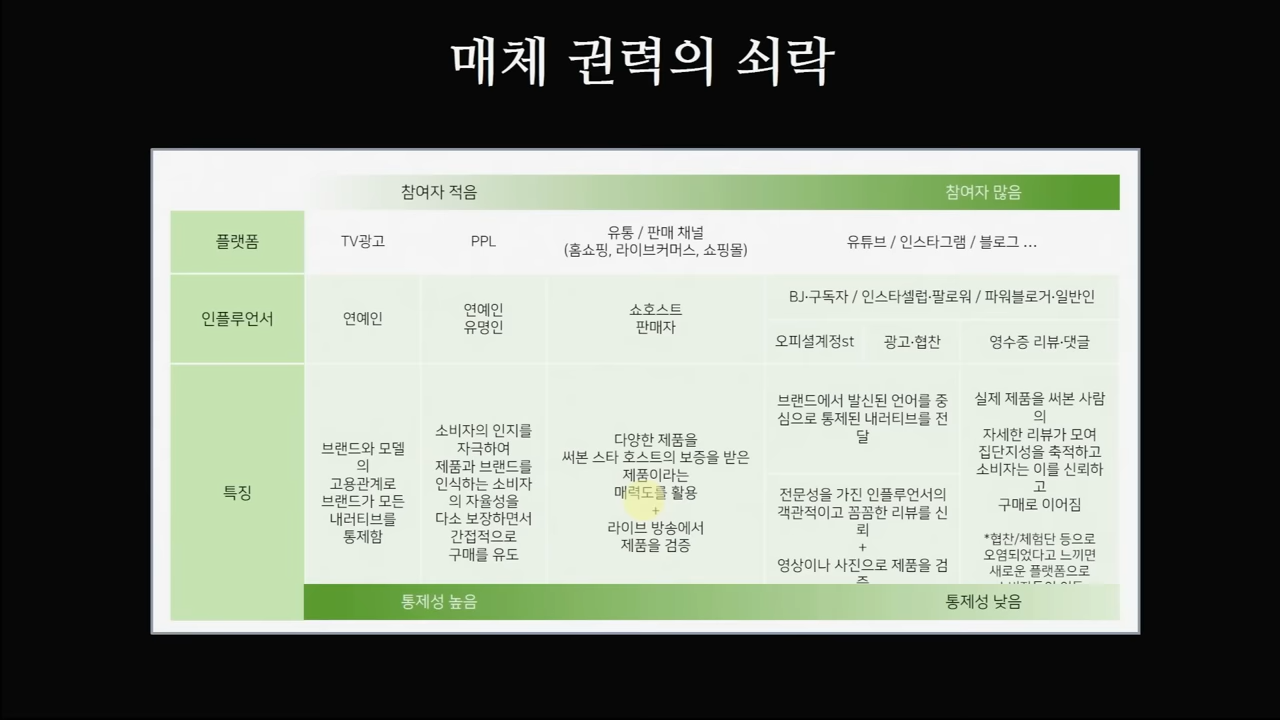 매체 권력의 쇠락
참여자 적음
참여자 많음
플랫폼
TV광고
PPL
유통 / 판매 채널
(홈쇼핑, 라이브커머스, 쇼핑몰)
유튜브 / 인스타그램 / 블로그 ...
인플루언서
연예인
연예인
유명인
쇼호스트
판매자
BJ·구독자 / 인스타셀럽·팔로워 / 파워블로거·일반인
오피셜계정st
광고·협찬
영수증 리뷰·댓글
특징
브랜드와 모델
의
고용관계로
브랜드가 모든
내러티브를
통제함
소비자의 인지를
자극하여
제품과 브랜드를
인식하는 소비자
의 자율성을
다소 보장하면서
간접적으로
구매를 유도
다양한 제품을
써본 스타 호스트의 보증을 받은
제품이라는
매력도를 활용
+
라이브 방송에서
제품을 검증
브랜드에서 발신된 언어를 중
심으로 통제된 내러티브를 전
달
전문성을 가진 인플루언서의
객관적이고 꼼꼼한 리뷰를 신
뢰
+
영상이나 사진으로 제품을 검
실제 제품을 써본 사람
의
자세한 리뷰가 모여
집단지성을 축적하고
소비자는 이를 신뢰하
고
구매로 이어짐
*협찬/체험단 등으로
오염되었다고 느끼면
새로운 플랫폼으로
통제성 높음
통제성 낮음